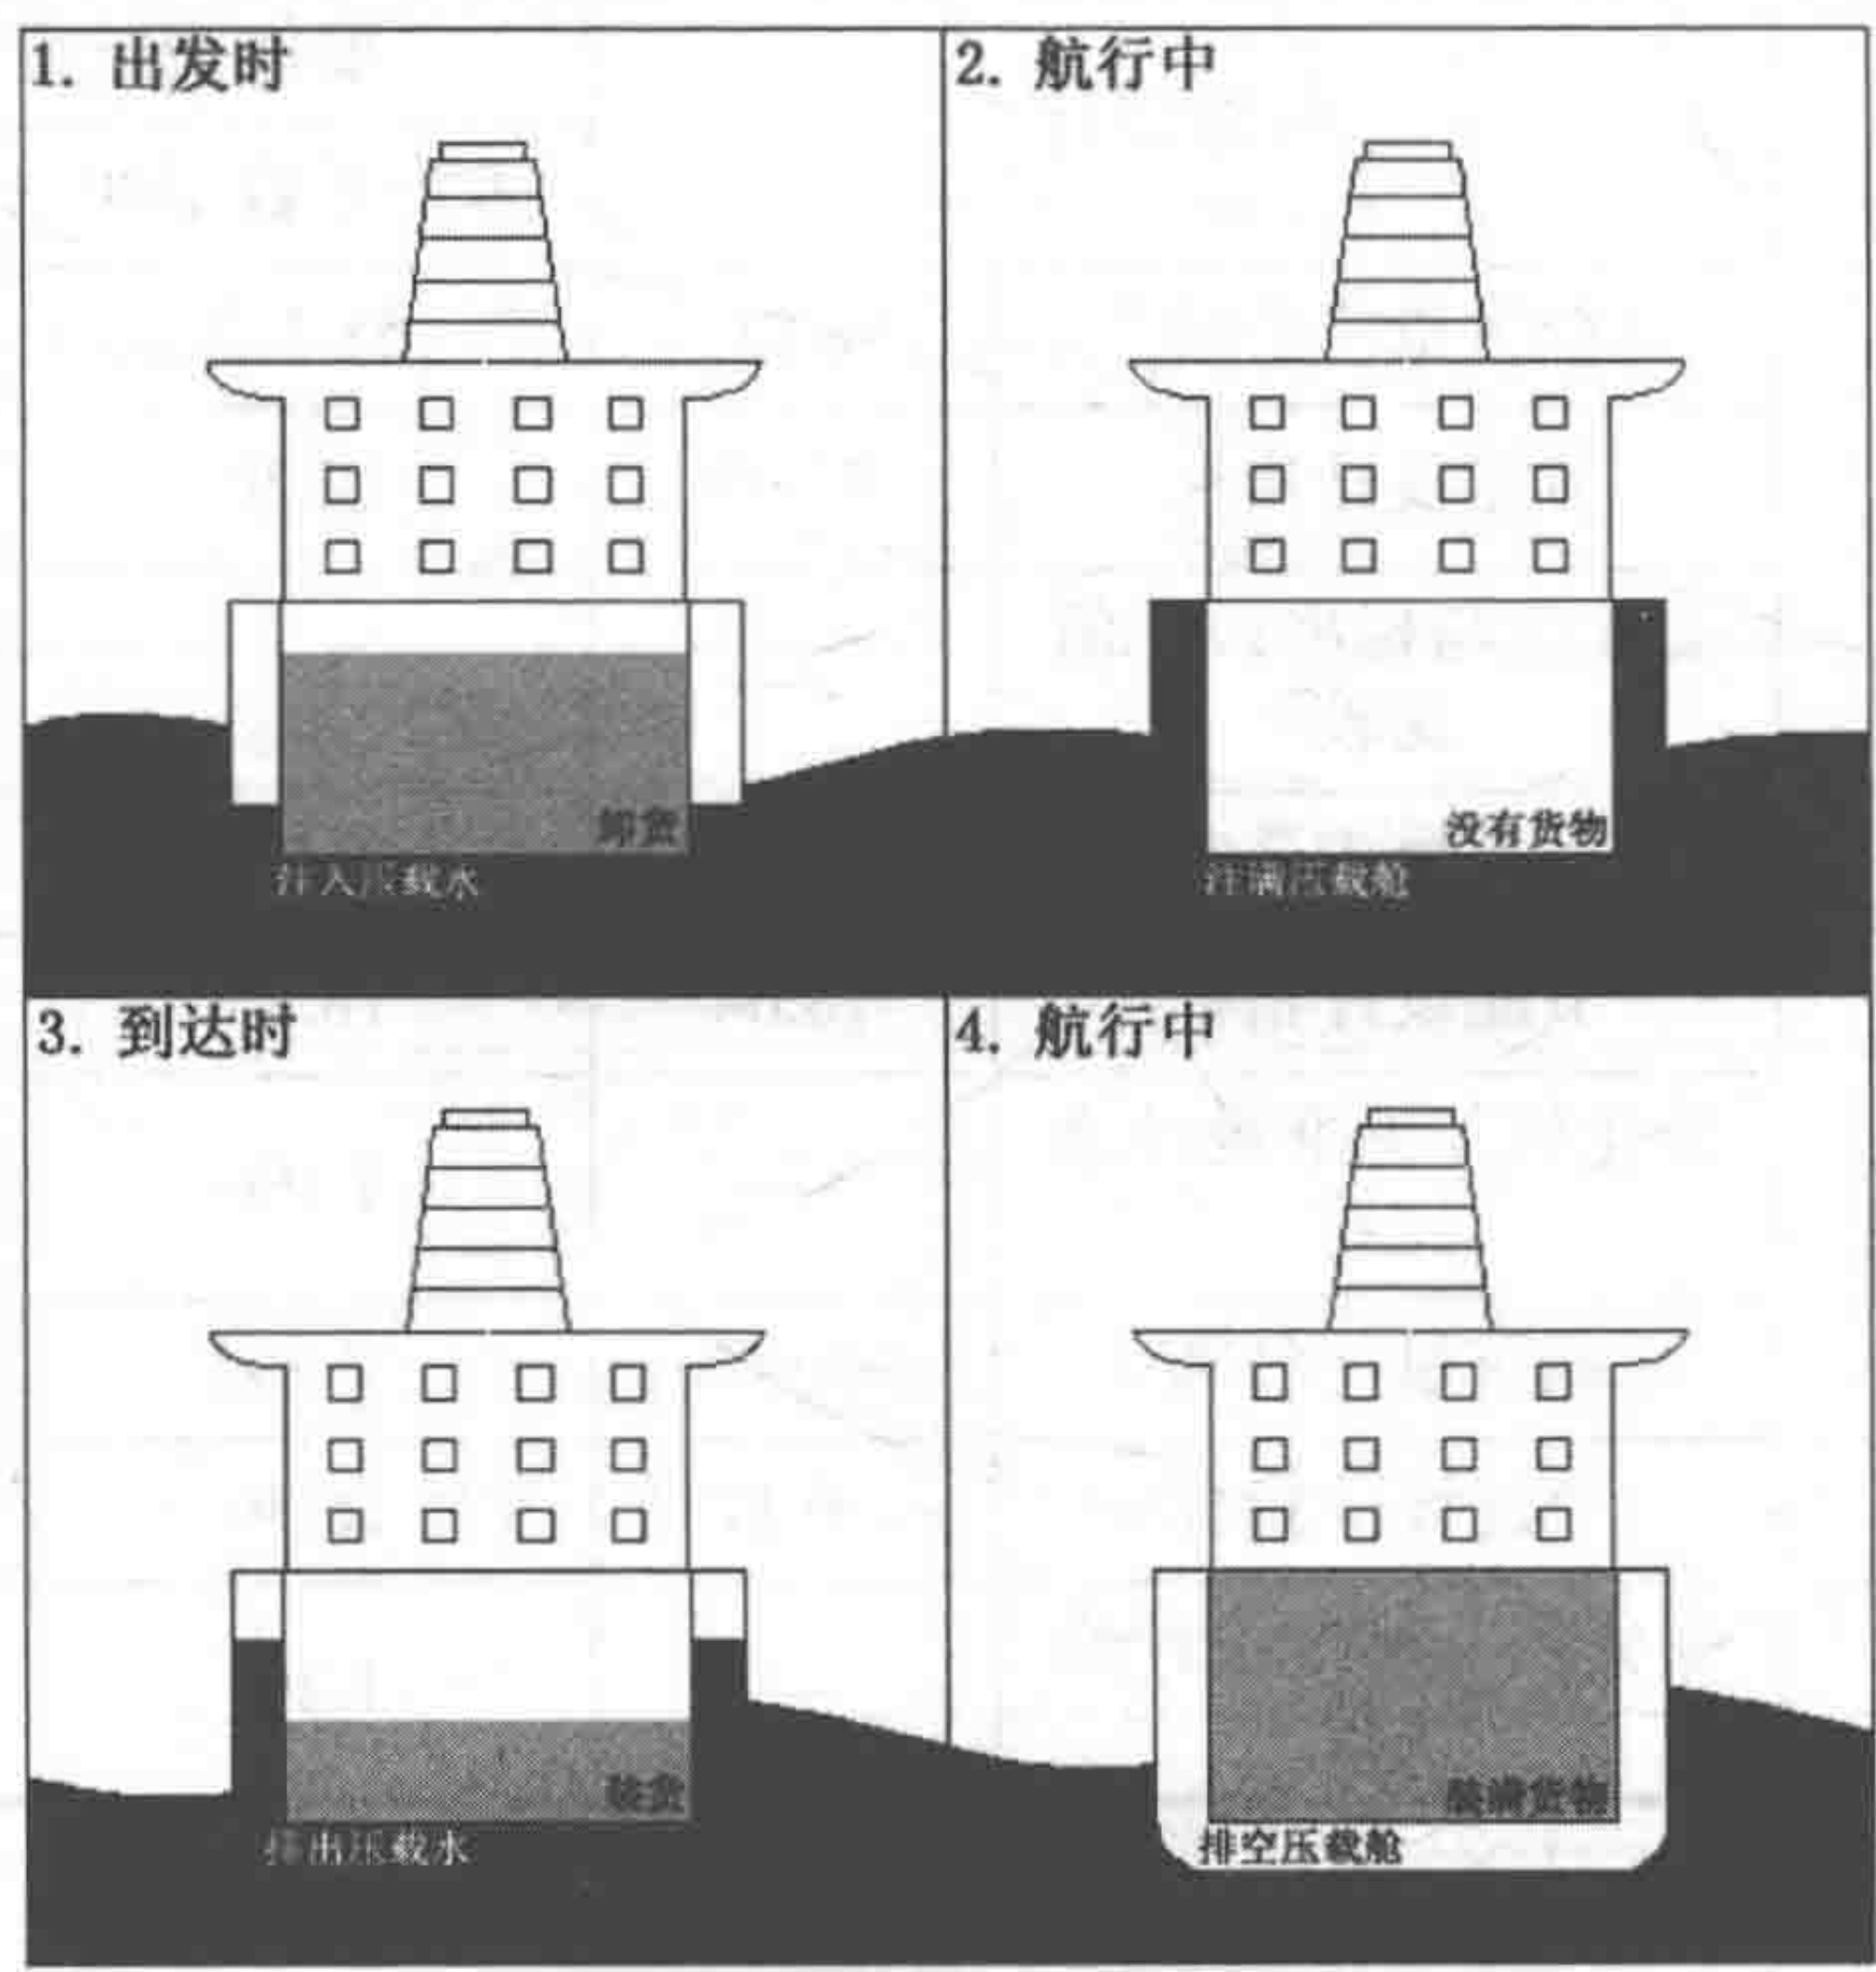 1. 出发时
2. 航行中
卸货
注入压载水
没有货物
注满压载舱
3. 到达时
4. 航行中
装货
排出压载水
装满货物
排空压载舱